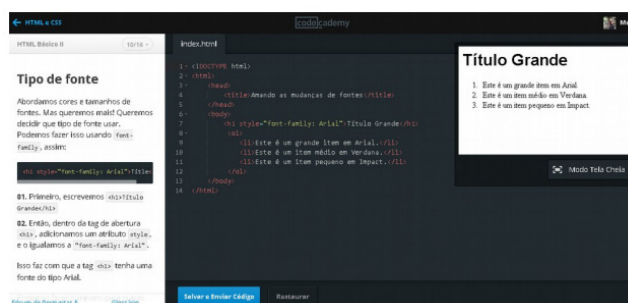 ← HTML e CSS
codecademy
HTML Básico II
10/18
index.html
Tipo de fonte
Abordamos cores e tamanhos de
fontes. Mas queremos mais! Queremos
decidir que tipo de fonte usar.
Podemos fazer isso usando font-
family, assim:
<h1 style="font-family: Arial">Título
01. Primeiro, escrevemos <h1>Título
Grande</h1>
02. Então, dentro da tag de abertura
<h1>, adicionamos um atributo style,
e o igualamos a "font-family: Arial".
Isso faz com que a tag <h1> tenha uma
fonte do tipo Arial.
1 <!DOCTYPE html>
2 <html>
3 <head>
4 <title>Amando as mudanças de fontes</title>
5 </head>
6 <body>
7 <h1 style="font-family: Arial">Título Grande</h1>
8 <ol>
9 <li>Este é um grande item em Arial.</li>
10 <li>Este é um item médio em Verdana.</li>
11 <li>Este é um item pequeno em Impact.</li>
12 </ol>
13 </body>
14 </html>
Salvar e Enviar Código
Restaurar
Título Grande
1. Este é um grande item em Arial.
2. Este é um item médio em Verdana.
3. Este é um item pequeno em Impact.
Modo Tela Cheia